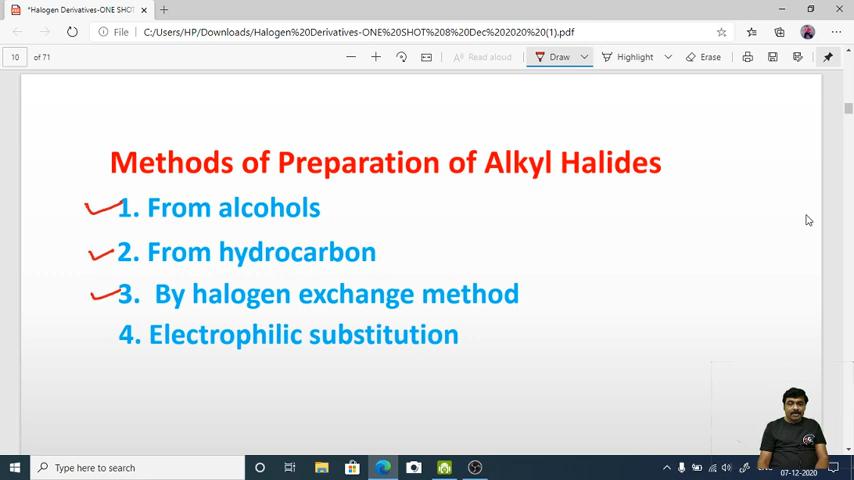 *Halogen Derivatives-ONE SHOT
File C:/Users/HP/Downloads/Halogen%20Derivatives-ONE%20SHOT%208%20Dec%202020%20(1).pdf
10 of 71 Read aloud Draw Highlight Erase
Methods of Preparation of Alkyl Halides
1. From alcohols
2. From hydrocarbon
3. By halogen exchange method
4. Electrophilic substitution
Type here to search
07-12-2020